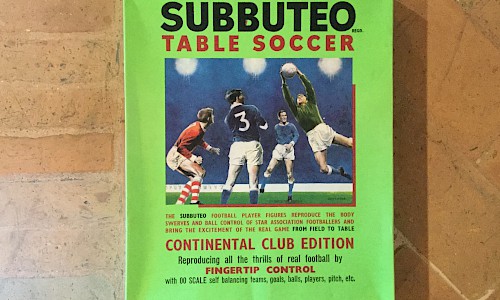 SUBBUTEO
REGD.
TABLE SOCCER
3
THE SUBBUTEO FOOTBALL PLAYER FIGURES REPRODUCE THE BODY
SWERVES AND BALL CONTROL OF STAR ASSOCIATION FOOTBALLERS AND
BRING THE EXCITEMENT OF THE REAL GAME FROM FIELD TO TABLE
CONTINENTAL CLUB EDITION
Reproducing all the thrills of real football by
FINGERTIP CONTROL
with OO SCALE self balancing teams, goals, balls, players, pitch, etc.